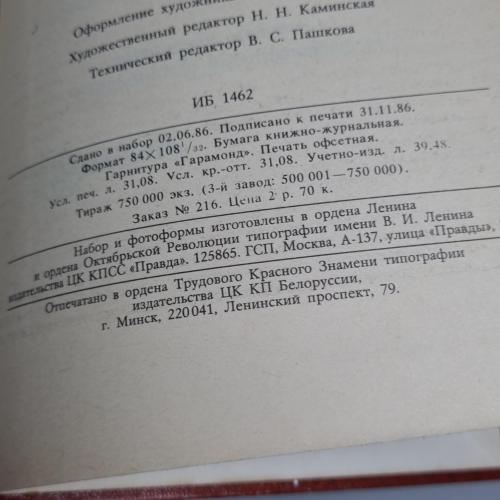 Оформление
Художественный редактор Н. Н. Каминская
Технический редактор В. С. Пашкова
ИБ 1462
Сдано в набор 02.06.86. Подписано к печати 31.11.86.
Формат 84×108¹/₃₂. Бумага книжно-журнальная.
Гарнитура «Гарамонд». Печать офсетная.
Усл. печ. л. 31,08. Усл. кр.-отт. 31,08. Учетно-изд. л. 39,48.
Тираж 750 000 экз. (3-й завод: 500 001—750 000).
Заказ № 216. Цена 2 р. 70 к.
Набор и фотоформы изготовлены в ордена Ленина
и ордена Октябрьской Революции типографии имени В. И. Ленина
издательства ЦК КПСС «Правда». 125865. ГСП, Москва, А-137, улица «Правды»,
Отпечатано в ордена Трудового Красного Знамени типографии
издательства ЦК КП Белоруссии,
г. Минск, 220041, Ленинский проспект, 79.